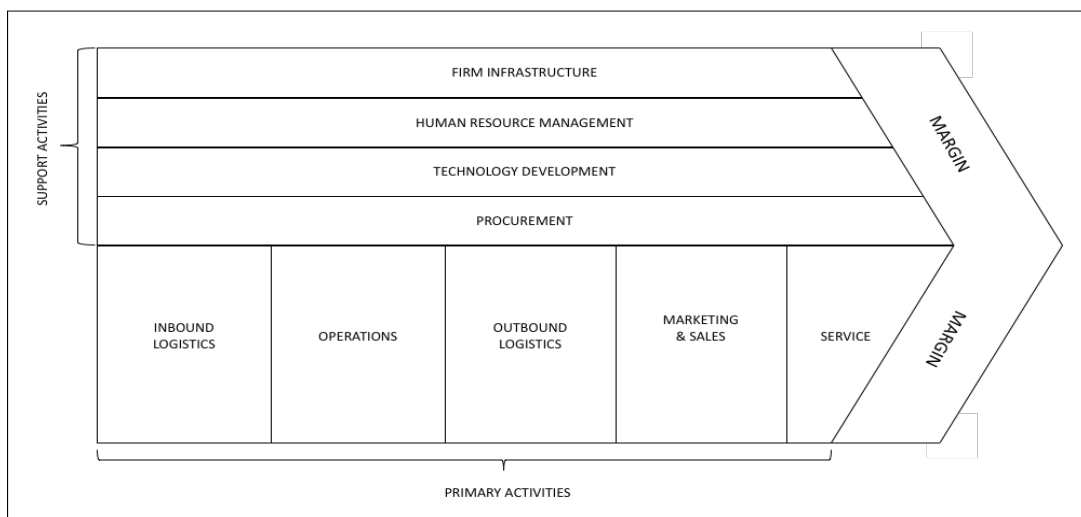 SUPPORT ACTIVITIES
FIRM INFRASTRUCTURE
HUMAN RESOURCE MANAGEMENT
TECHNOLOGY DEVELOPMENT
PROCUREMENT
MARGIN
INBOUND
LOGISTICS
OPERATIONS
OUTBOUND
LOGISTICS
MARKETING
& SALES
SERVICE
MARGIN
PRIMARY ACTIVITIES